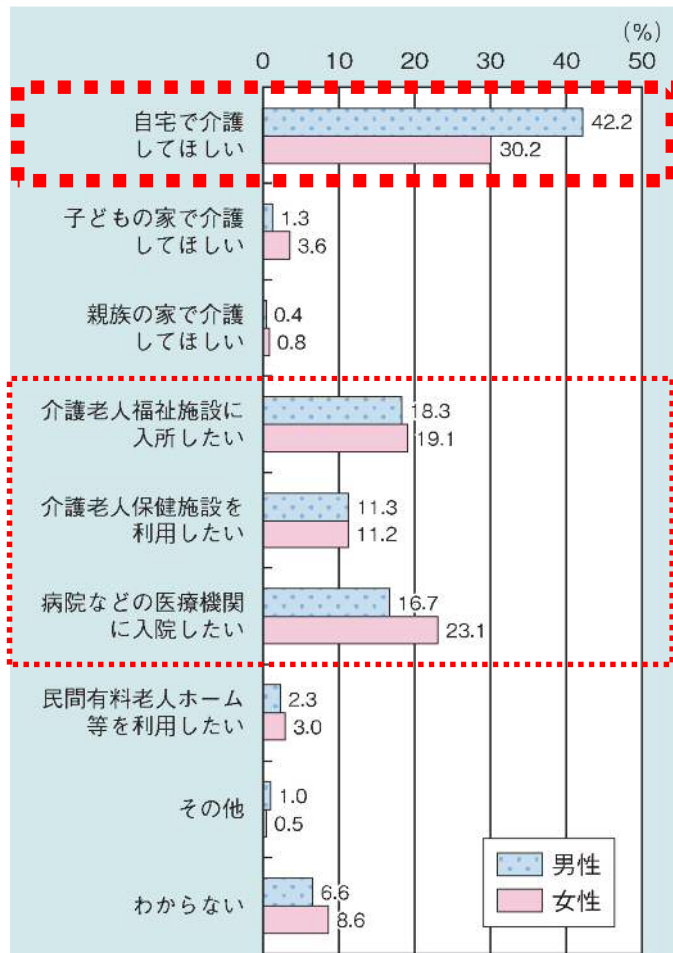 (%)
0 10 20 30 40 50
自宅で介護
してほしい
42.2
30.2
子どもの家で介護
してほしい
1.3
3.6
親族の家で介護
してほしい
0.4
0.8
介護老人福祉施設に
入所したい
18.3
19.1
介護老人保健施設を
利用したい
11.3
11.2
病院などの医療機関
に入院したい
16.7
23.1
民間有料老人ホーム
等を利用したい
2.3
3.0
その他
1.0
0.5
わからない
6.6
8.6
男性
女性